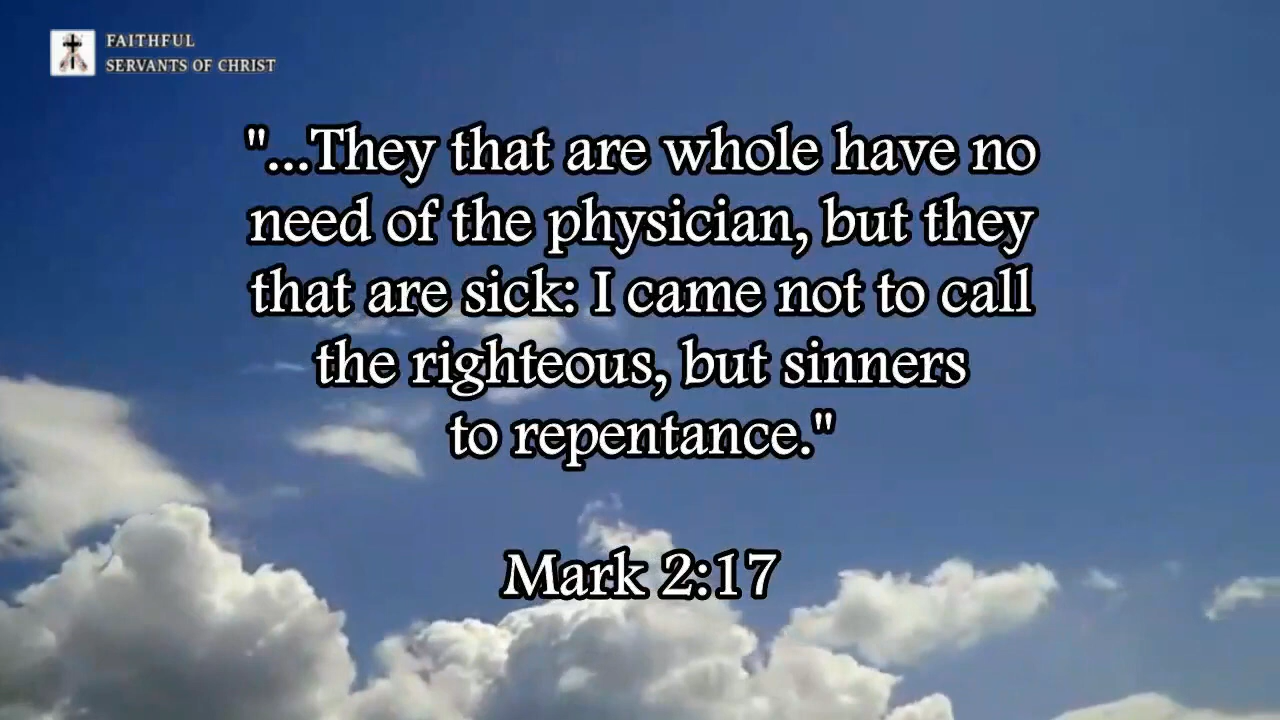 FAITHFUL
SERVANTS OF CHRIST
"...They that are whole have no
need of the physician, but they
that are sick: I came not to call
the righteous, but sinners
to repentance."
Mark 2:17